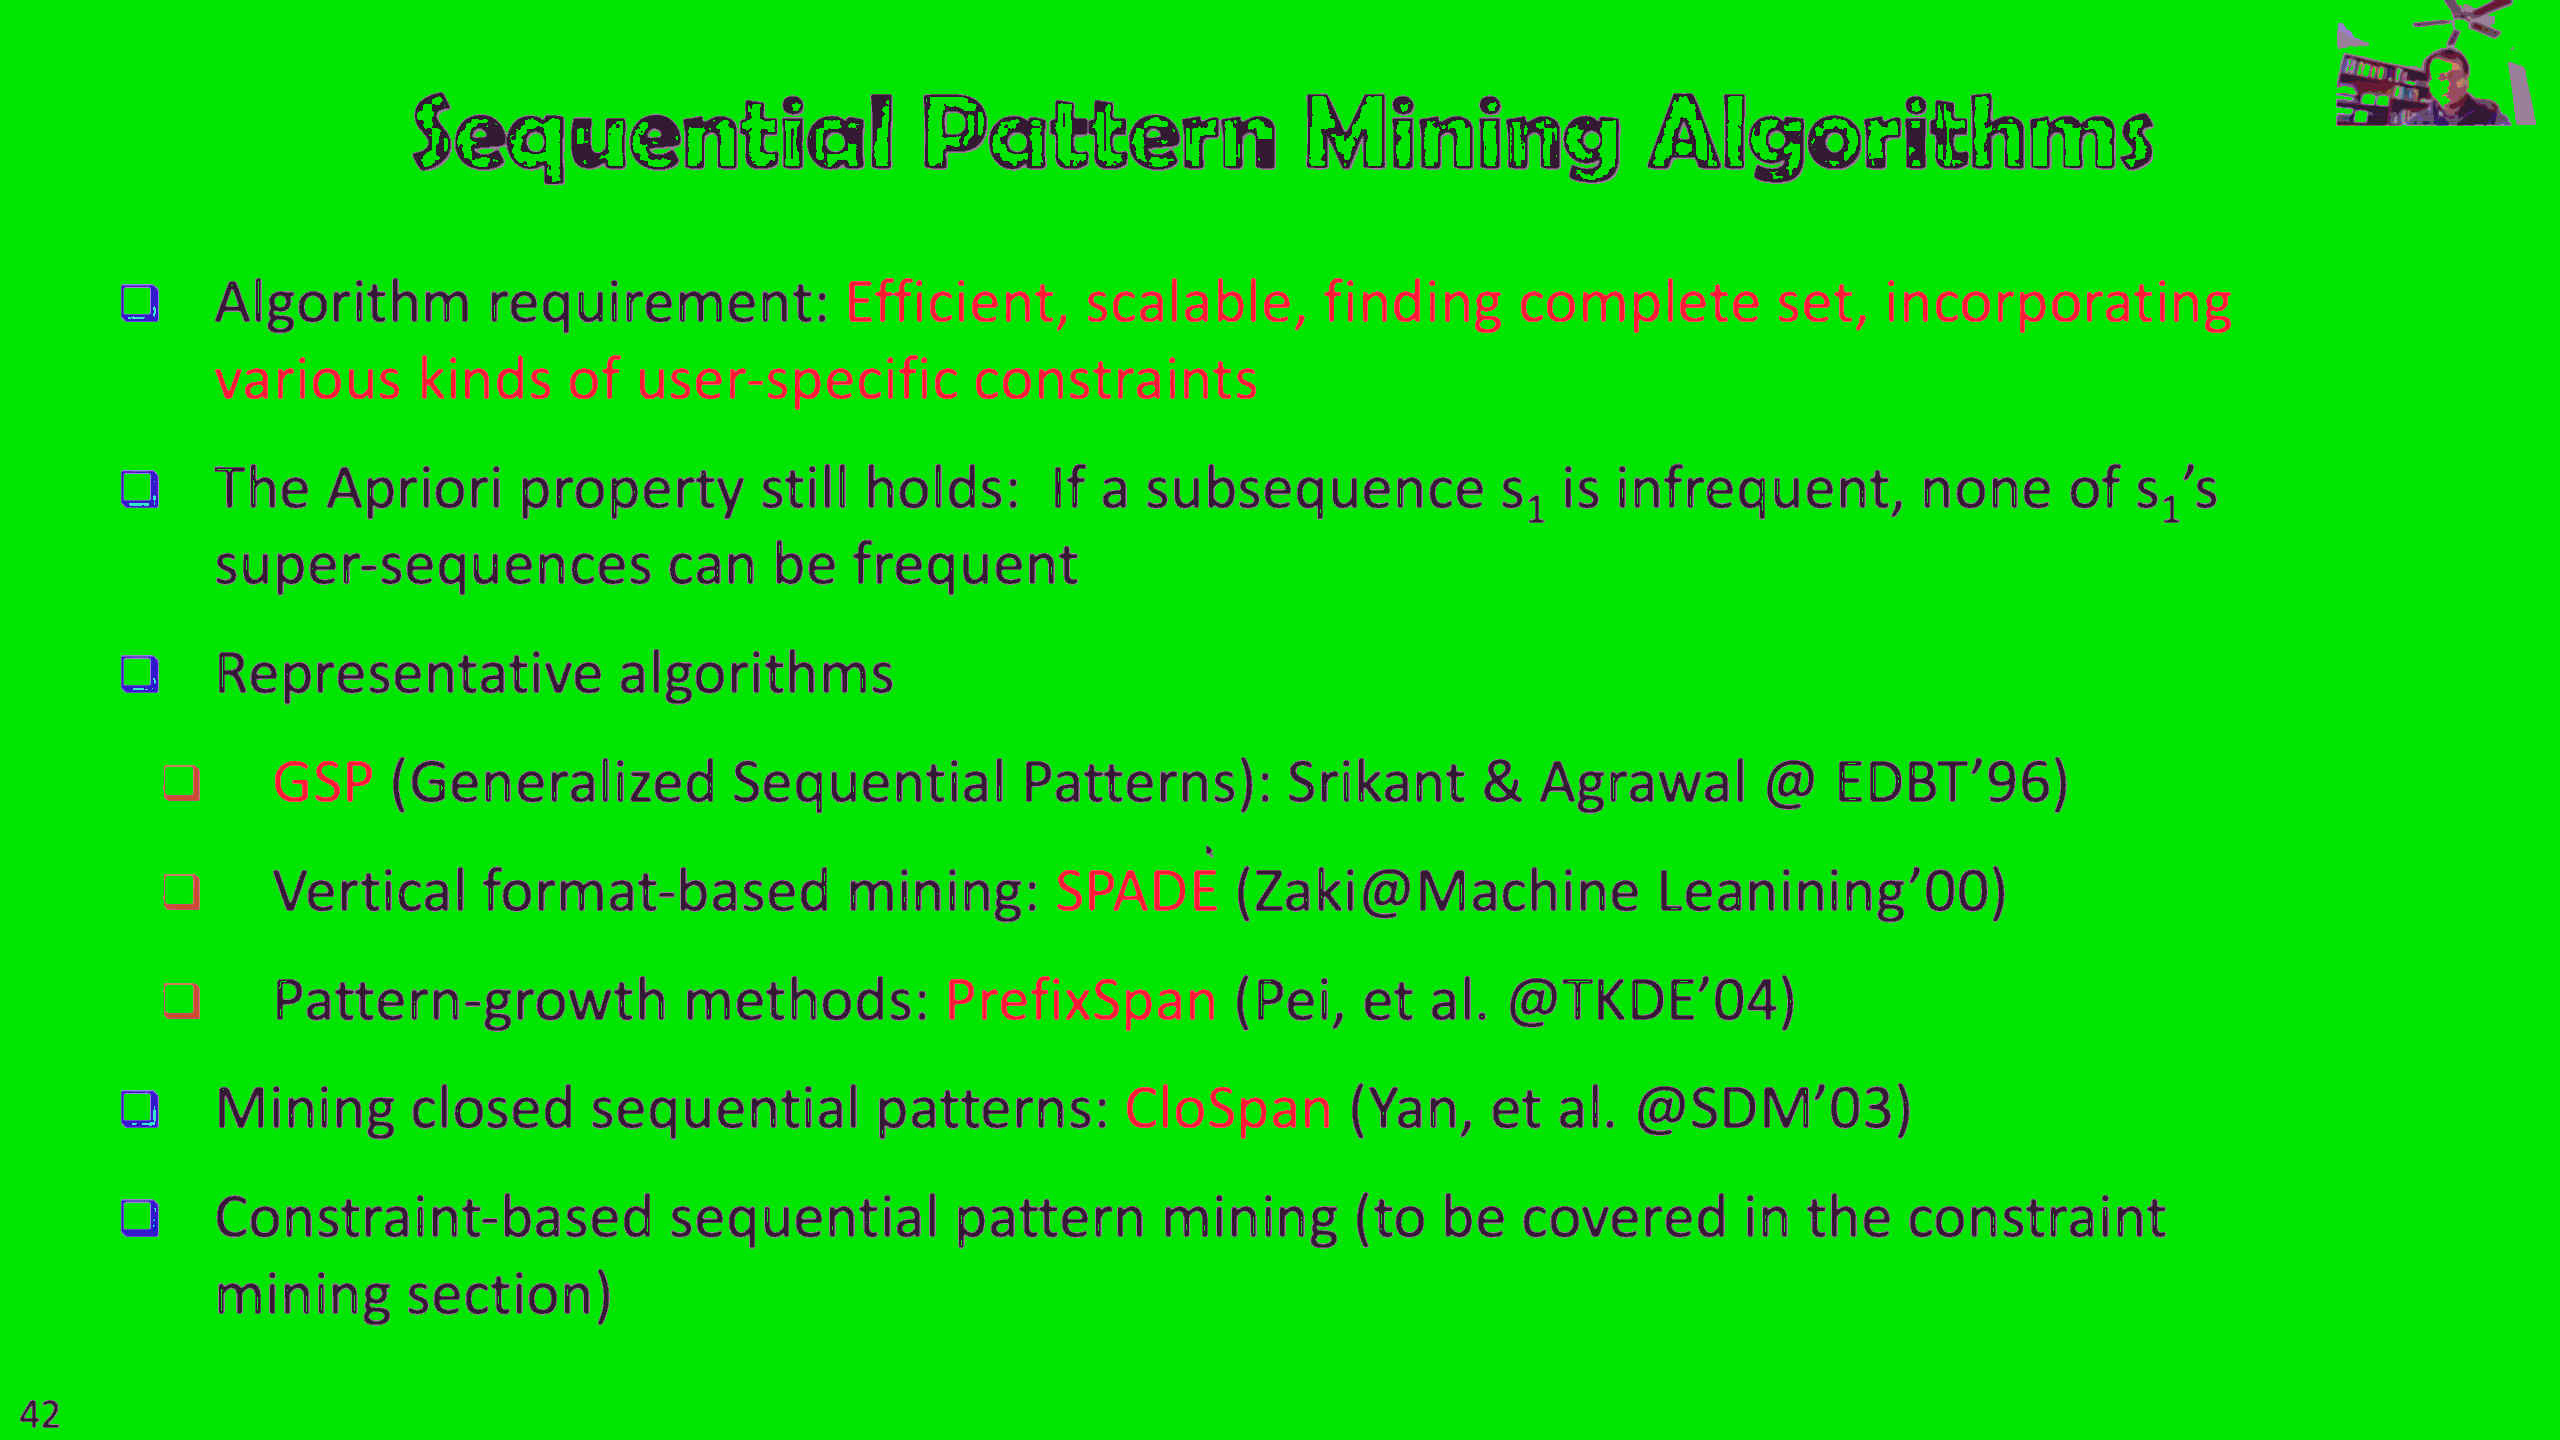 Sequential Pattern Mining Algorithms
Algorithm requirement: Efficient, scalable, finding complete set, incorporating
various kinds of user-specific constraints
The Apriori property still holds: If a subsequence s₁ is infrequent, none of s₁’s
super-sequences can be frequent
Representative algorithms
GSP (Generalized Sequential Patterns): Srikant & Agrawal @ EDBT’96)
Vertical format-based mining: SPADE (Zaki@Machine Leanining’00)
Pattern-growth methods: PrefixSpan (Pei, et al. @TKDE’04)
Mining closed sequential patterns: CloSpan (Yan, et al. @SDM’03)
Constraint-based sequential pattern mining (to be covered in the constraint
mining section)
42